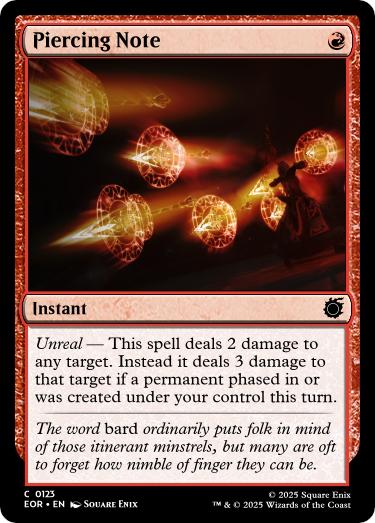 Piercing Note
Instant
Unreal — This spell deals 2 damage to
any target. Instead it deals 3 damage to
that target if a permanent phased in or
was created under your control this turn.
The word bard ordinarily puts folk in mind
of those itinerant minstrels, but many are oft
to forget how nimble of finger they can be.
C 0123
EOR • EN Square Enix
© 2025 Square Enix
™ & © 2025 Wizards of the Coast